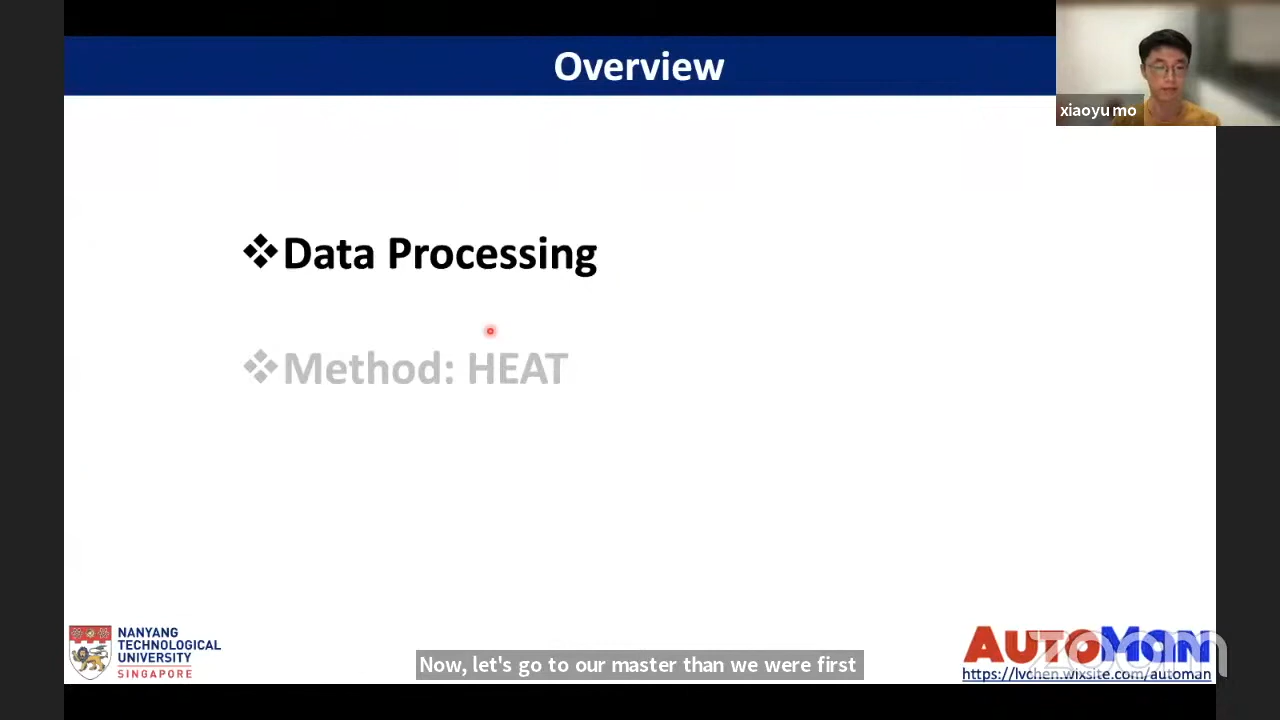 Overview
xiaoyu mo
❖Data Processing
❖Method: HEAT
NANYANG
TECHNOLOGICAL
UNIVERSITY
SINGAPORE
Now, let's go to our master than we were first
AUTOMAN
zoom
https://lvchen.wixsite.com/automan